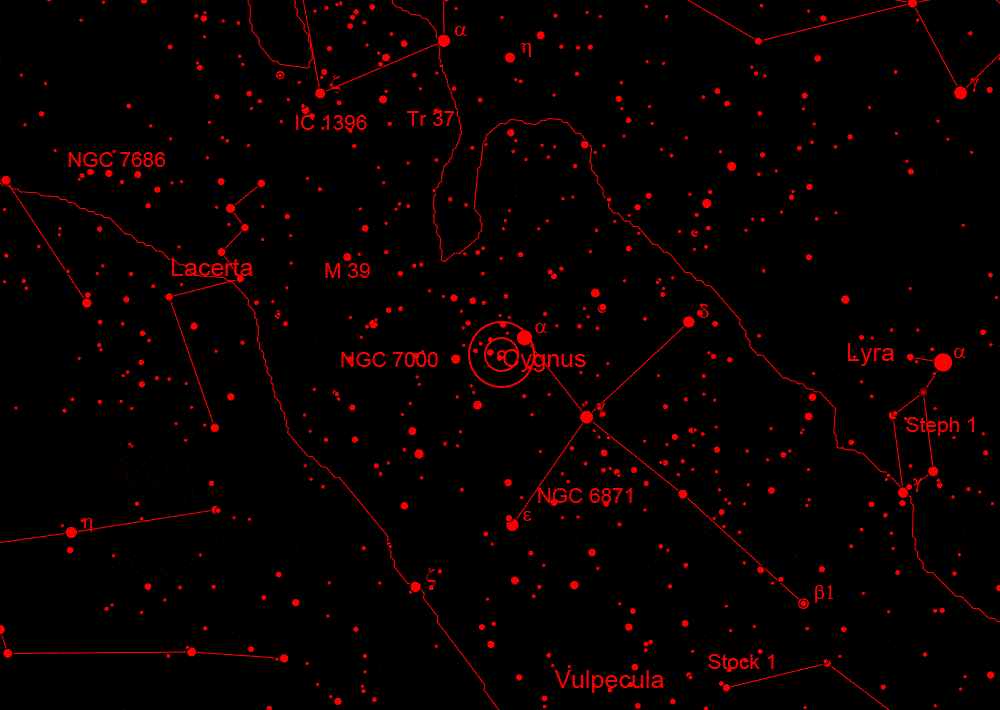 α
η
γ
ζ
IC 1396
Tr 37
NGC 7686
Lacerta
M 39
δ
α
NGC 7000
Cygnus
Lyra
α
γ
Steph 1
γ
NGC 6871
ε
η
ζ
β1
Stock 1
Vulpecula